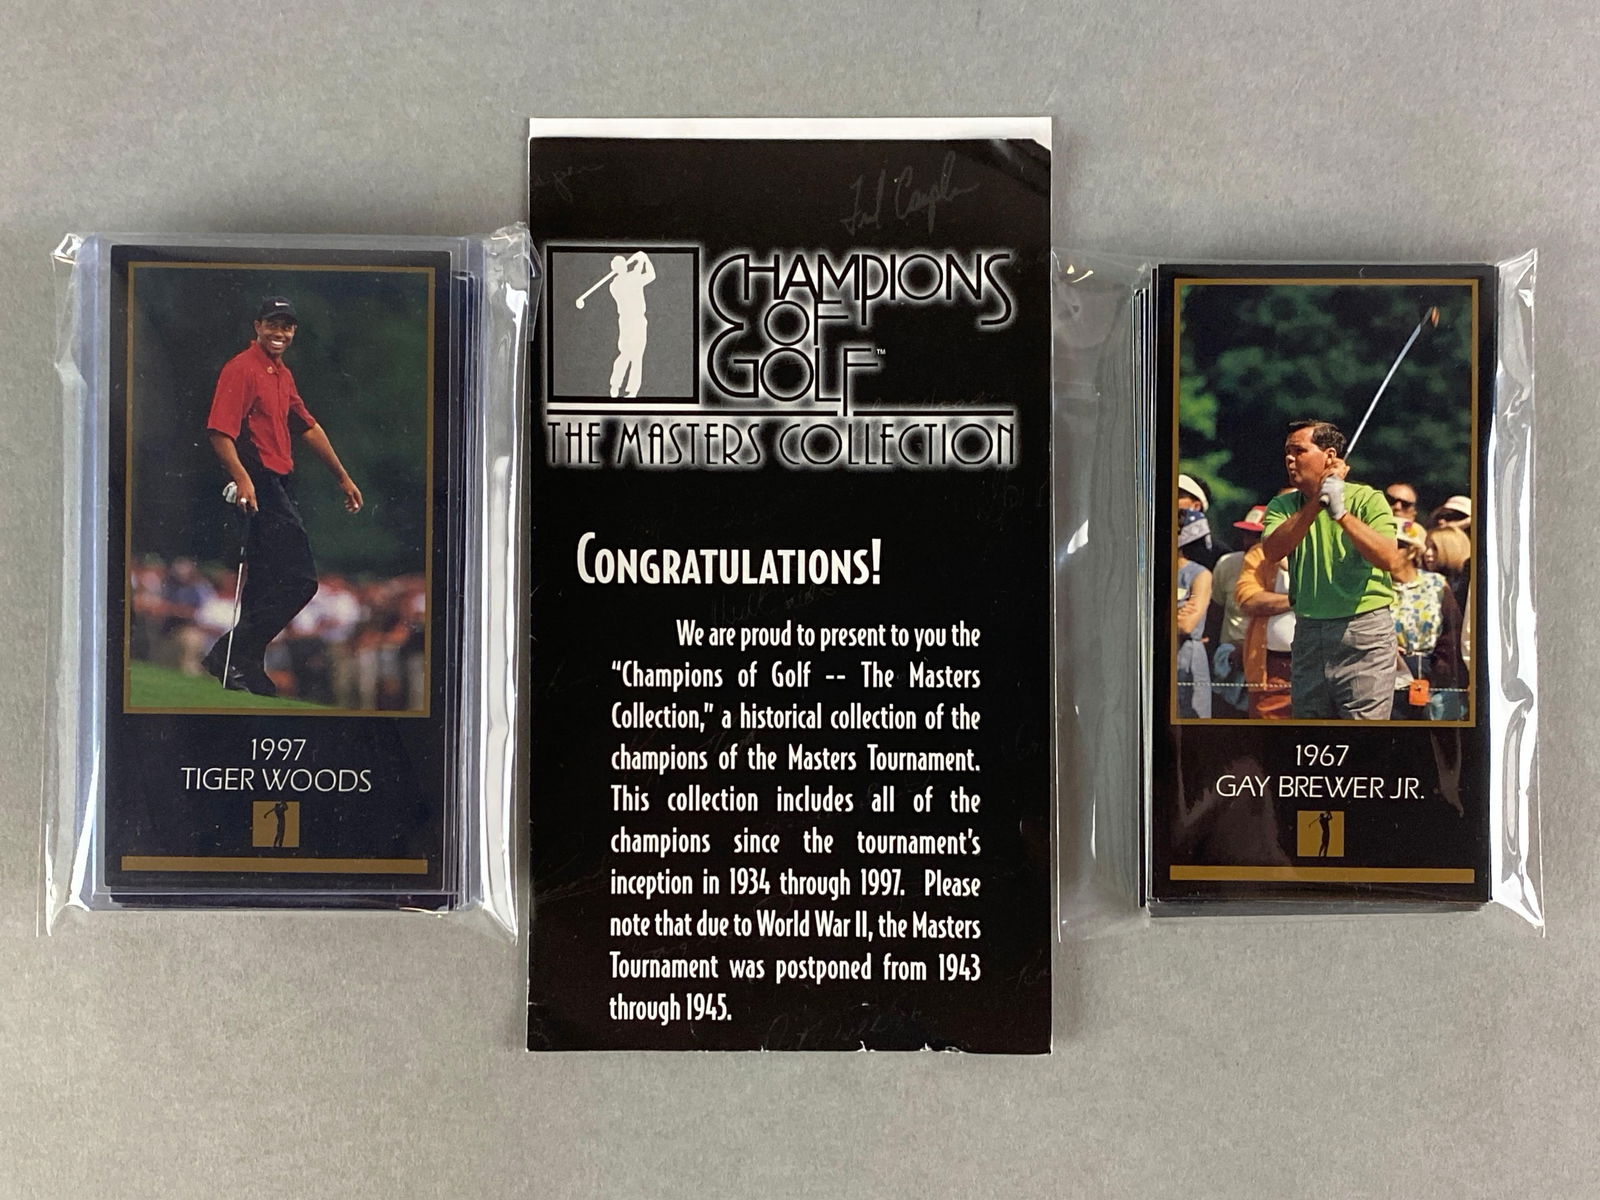 1997
TIGER WOODS
CHAMPIONS
OF
GOLF™
THE MASTERS COLLECTION
CONGRATULATIONS!
We are proud to present to you the
“Champions of Golf -- The Masters
Collection,” a historical collection of the
champions of the Masters Tournament.
This collection includes all of the
champions since the tournament's
inception in 1934 through 1997. Please
note that due to World War II, the Masters
Tournament was postponed from 1943
through 1945.
1967
GAY BREWER JR.